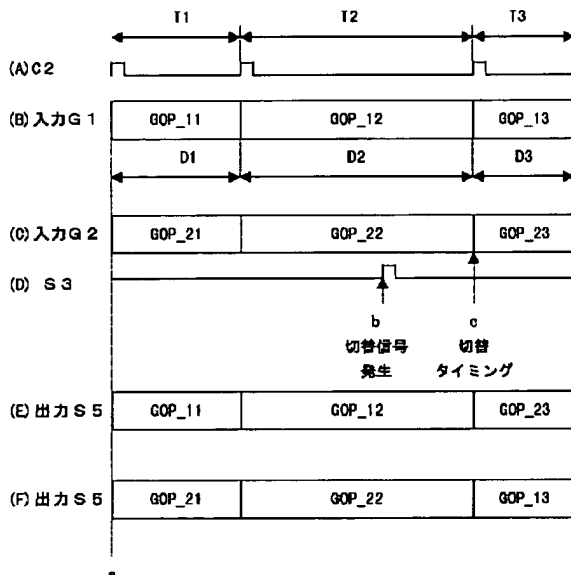 T1 T2 T3
(A)C2
(B)入力G1 GOP_11 GOP_12 GOP_13
D1 D2 D3
(C)入力G2 GOP_21 GOP_22 GOP_23
(D) S3
b c
切替信号 切替
発生 タイミング
(E)出力S5 GOP_11 GOP_12 GOP_23
(F)出力S5 GOP_21 GOP_22 GOP_13